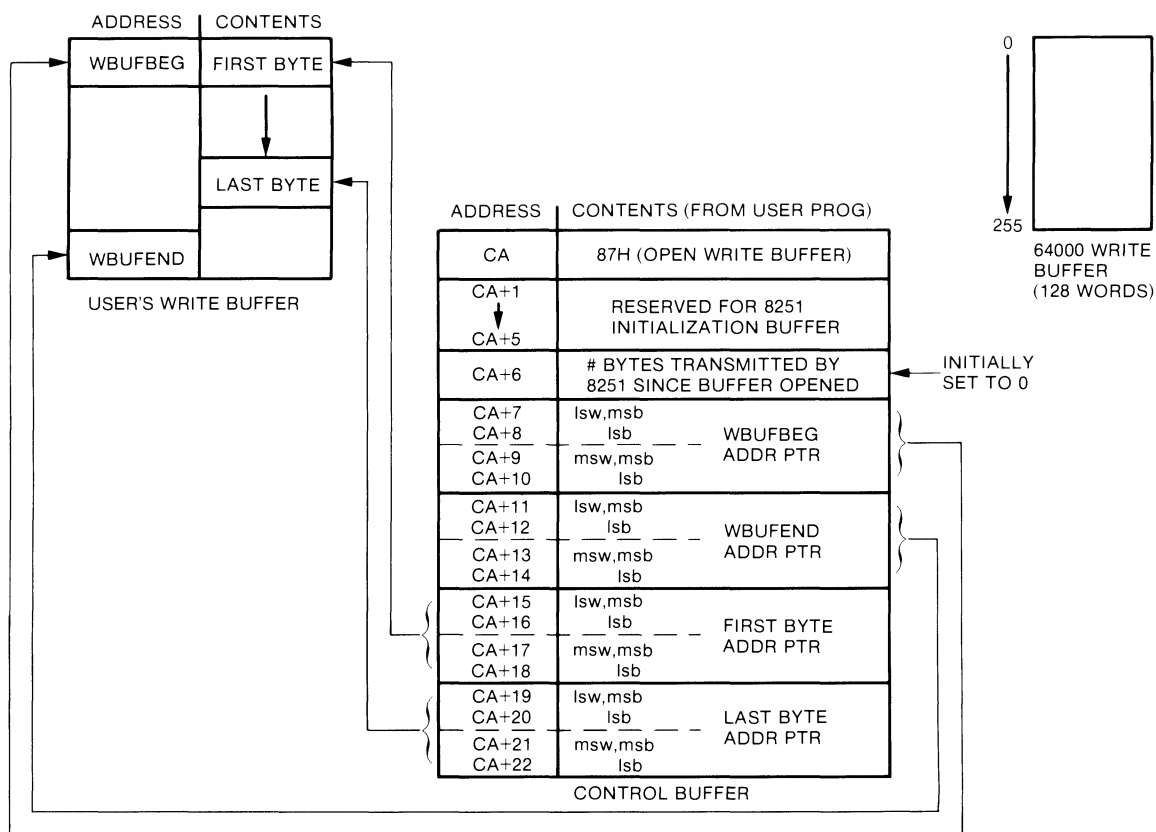 ADDRESS CONTENTS
WBUFBEG FIRST BYTE
LAST BYTE
WBUFEND
USER'S WRITE BUFFER
0
255
64000 WRITE
BUFFER
(128 WORDS)
ADDRESS CONTENTS (FROM USER PROG)
CA 87H (OPEN WRITE BUFFER)
CA+1
CA+5
RESERVED FOR 8251
INITIALIZATION BUFFER
CA+6
# BYTES TRANSMITTED BY
8251 SINCE BUFFER OPENED
INITIALLY
SET TO 0
CA+7 lsw,msb
CA+8 lsb
CA+9 msw,msb
CA+10 lsb
WBUFBEG
ADDR PTR
CA+11 lsw,msb
CA+12 lsb
CA+13 msw,msb
CA+14 lsb
WBUFEND
ADDR PTR
CA+15 lsw,msb
CA+16 lsb
CA+17 msw,msb
CA+18 lsb
FIRST BYTE
ADDR PTR
CA+19 lsw,msb
CA+20 lsb
CA+21 msw,msb
CA+22 lsb
LAST BYTE
ADDR PTR
CONTROL BUFFER